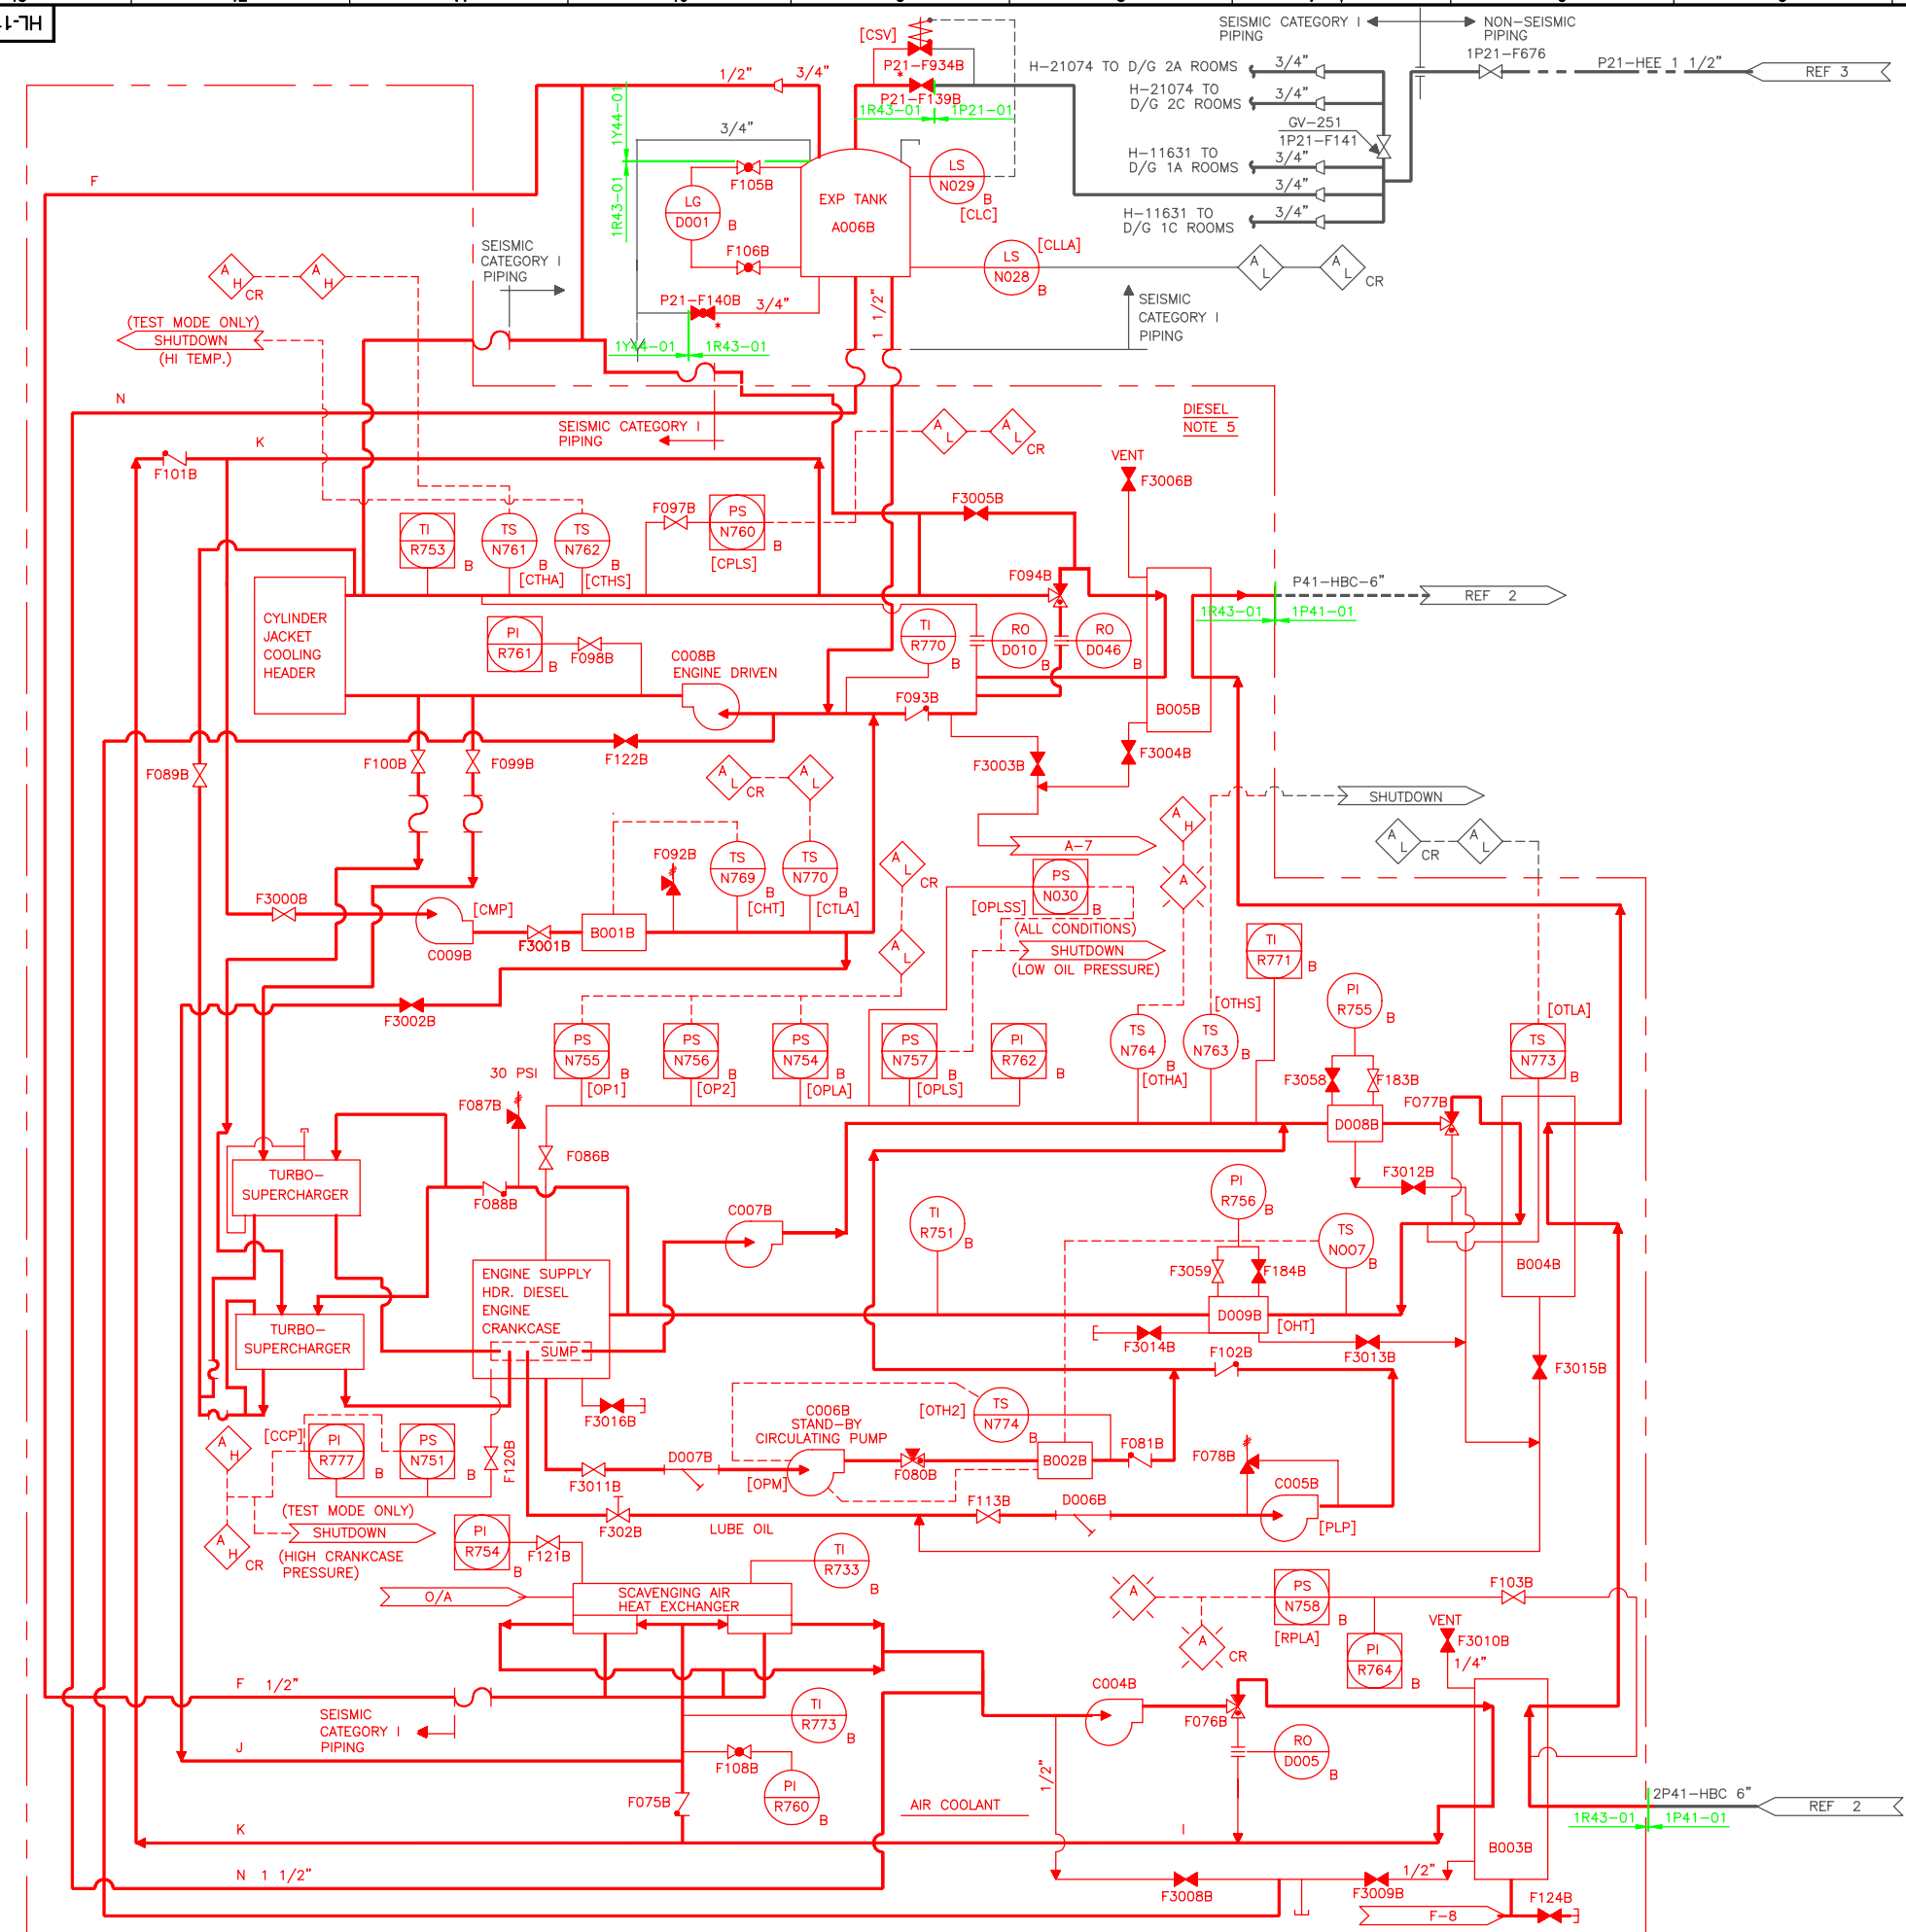 HL-1
SEISMIC CATEGORY I
PIPING
NON-SEISMIC
PIPING
1P21-F676
P21-HEE 1 1/2"
REF 3
[CSV]
P21-F934B
*
P21-F139B
1R43-01
1P21-01
1/2"
3/4"
H-21074 TO D/G 2A ROOMS
3/4"
H-21074 TO
D/G 2C ROOMS
3/4"
GV-251
1P21-F141
H-11631 TO
D/G 1A ROOMS
3/4"
3/4"
H-11631 TO
D/G 1C ROOMS
3/4"
1Y44-01
1R43-01
3/4"
F105B
LG
D001
B
F106B
EXP TANK
A006B
LS
N029
B
[CLC]
LS
N028
B
[CLLA]
A
L
A
L
CR
F
SEISMIC
CATEGORY I
PIPING
A
H
CR
A
H
P21-F140B
3/4"
*
1Y44-01
1R43-01
1 1/2"
SEISMIC
CATEGORY I
PIPING
(TEST MODE ONLY)
SHUTDOWN
(HI TEMP.)
N
K
F101B
SEISMIC CATEGORY I
PIPING
A
L
A
L
CR
DIESEL
NOTE 5
VENT
F3006B
F3005B
TI
R753
B
TS
N761
B
[CTHA]
TS
N762
B
[CTHS]
F097B
PS
N760
B
[CPLS]
F094B
P41-HBC-6"
REF 2
1R43-01
1P41-01
CYLINDER
JACKET
COOLING
HEADER
PI
R761
B
F098B
C008B
ENGINE DRIVEN
TI
R770
B
RO
D010
B
RO
D046
B
F093B
B005B
F089B
F100B
F099B
F122B
F3003B
F3004B
A
L
CR
A
L
SHUTDOWN
A
H
A
L
CR
A
L
A-7
F3000B
[CMP]
C009B
F3001B
B001B
F092B
TS
N769
B
[CHT]
TS
N770
B
[CTLA]
A
L
CR
A
L
PS
N030
B
[OPLSS]
(ALL CONDITIONS)
SHUTDOWN
(LOW OIL PRESSURE)
A
TI
R771
B
F3002B
PS
N755
B
[OP1]
PS
N756
B
[OP2]
PS
N754
B
[OPLA]
PS
N757
B
[OPLS]
PI
R762
B
TS
N764
B
[OTHA]
[OTHS]
TS
N763
B
PI
R755
B
[OTLA]
TS
N773
B
30 PSI
F087B
F3058
F183B
F077B
D008B
F086B
TURBO-
SUPERCHARGER
F088B
C007B
F3012B
PI
R756
B
TI
R751
B
TS
N007
B
F3059
F184B
B004B
ENGINE SUPPLY
HDR. DIESEL
ENGINE
CRANKCASE
SUMP
TURBO-
SUPERCHARGER
D009B
[OHT]
F3014B
F3013B
F102B
F3015B
F3016B
C006B
STAND-BY
CIRCULATING PUMP
[OTH2]
TS
N774
B
A
H
[CCP]
PI
R777
B
PS
N751
B
F120B
D007B
F3011B
[OPM]
F080B
B002B
F081B
F078B
C005B
[PLP]
(TEST MODE ONLY)
SHUTDOWN
(HIGH CRANKCASE
PRESSURE)
A
H
CR
F302B
LUBE OIL
F113B
D006B
PI
R754
B
F121B
TI
R733
B
O/A
SCAVENGING AIR
HEAT EXCHANGER
A
A
CR
PS
N758
B
[RPLA]
PI
R764
B
F103B
VENT
F3010B
1/4"
F 1/2"
SEISMIC
CATEGORY I
PIPING
TI
R773
B
C004B
F076B
RO
D005
B
J
F108B
PI
R760
B
F075B
1/2"
AIR COOLANT
2P41-HBC 6"
REF 2
1R43-01
1P41-01
K
I
B003B
N 1 1/2"
F3008B
F3009B
1/2"
F124B
F-8